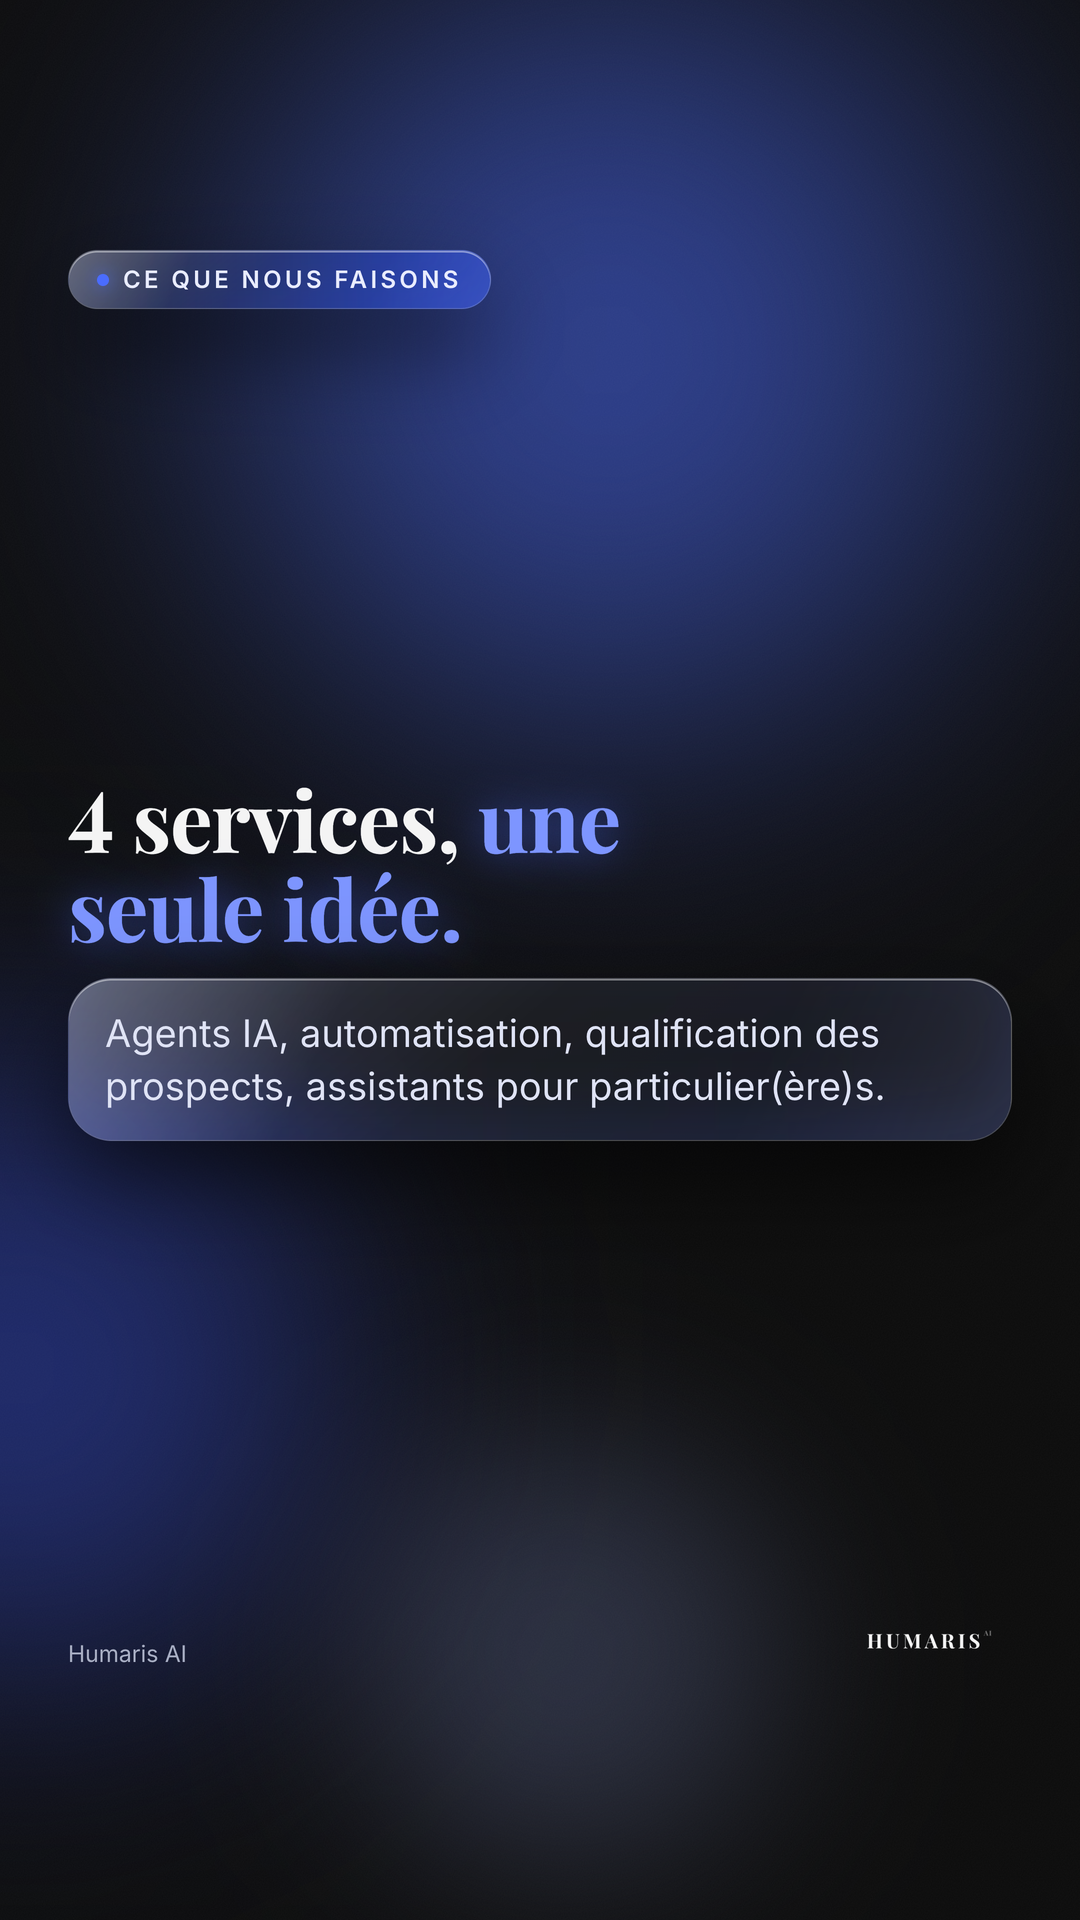 CE QUE NOUS FAISONS
4 services, une
seule idée.
Agents IA, automatisation, qualification des
prospects, assistants pour particulier(ère)s.
Humaris AI
HUMARIS AI